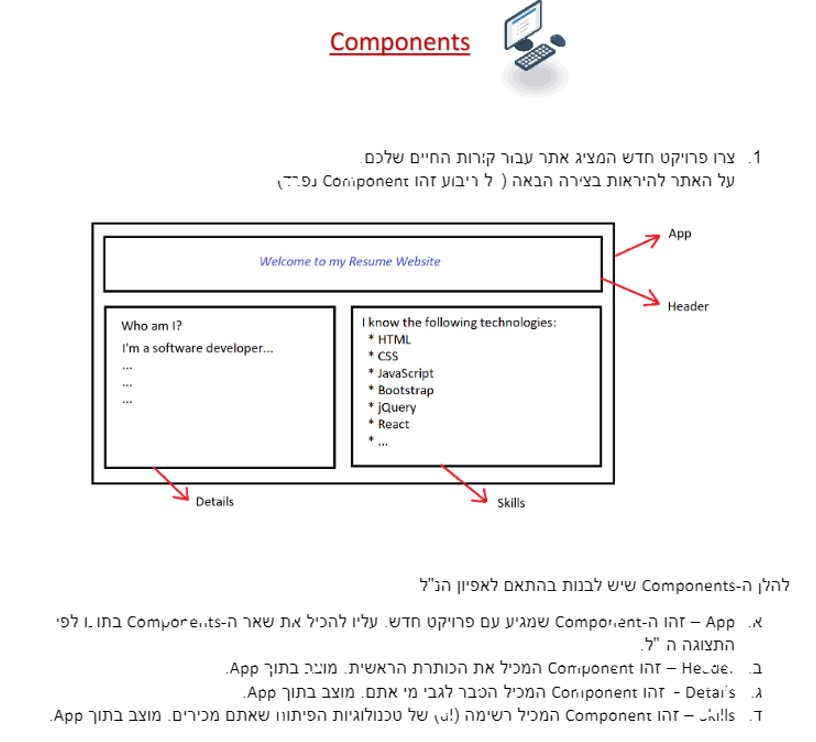 Components
1. צרו פרויקט חדש המציג אתר עבור קורות החיים שלכם.
על האתר להיראות בצורה הבאה (כל ריבוע זהו Component נפרד)
App
Welcome to my Resume Website
Header
Who am I?
I'm a software developer...
...
...
...
I know the following technologies:
* HTML
* CSS
* JavaScript
* Bootstrap
* jQuery
* React
* ...
Details
Skills
להלן ה-Components שיש לבנות בהתאם לאפיון הנ"ל
א. App – זהו ה-Component שמגיע עם פרויקט חדש. עליו להכיל את שאר ה-Components בתוכו לפי
התצוגה הנ"ל.
ב. Header – זהו Component המכיל את הכותרת הראשית. מוצב בתוך App.
ג. Details - זהו Component המכיל הסבר לגבי מי אתם. מוצב בתוך App.
ד. Skills – זהו Component המכיל רשימה (ul) של טכנולוגיות הפיתוח שאתם מכירים. מוצב בתוך App.